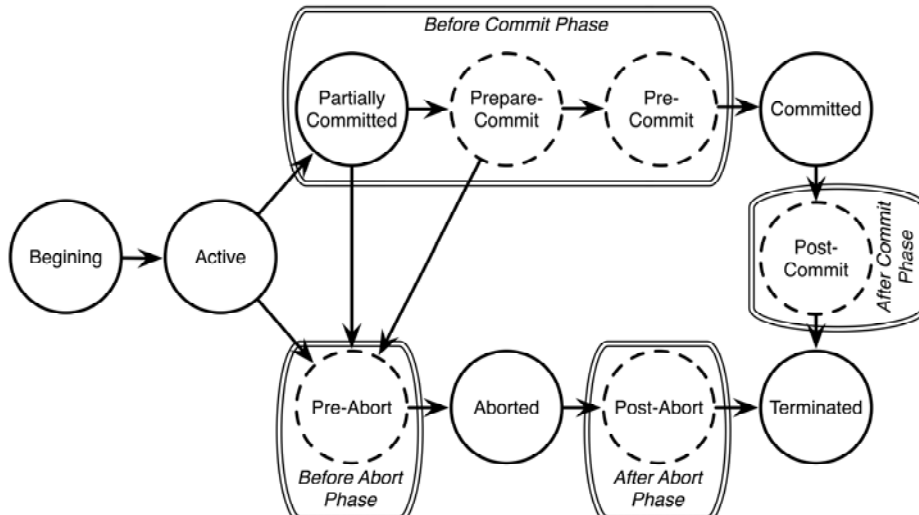 Before Commit Phase
Partially
Committed
Prepare-
Commit
Pre-
Commit
Committed
Begining
Active
Post-
Commit
After Commit
Phase
Pre-Abort
Aborted
Post-Abort
Terminated
Before Abort
Phase
After Abort
Phase